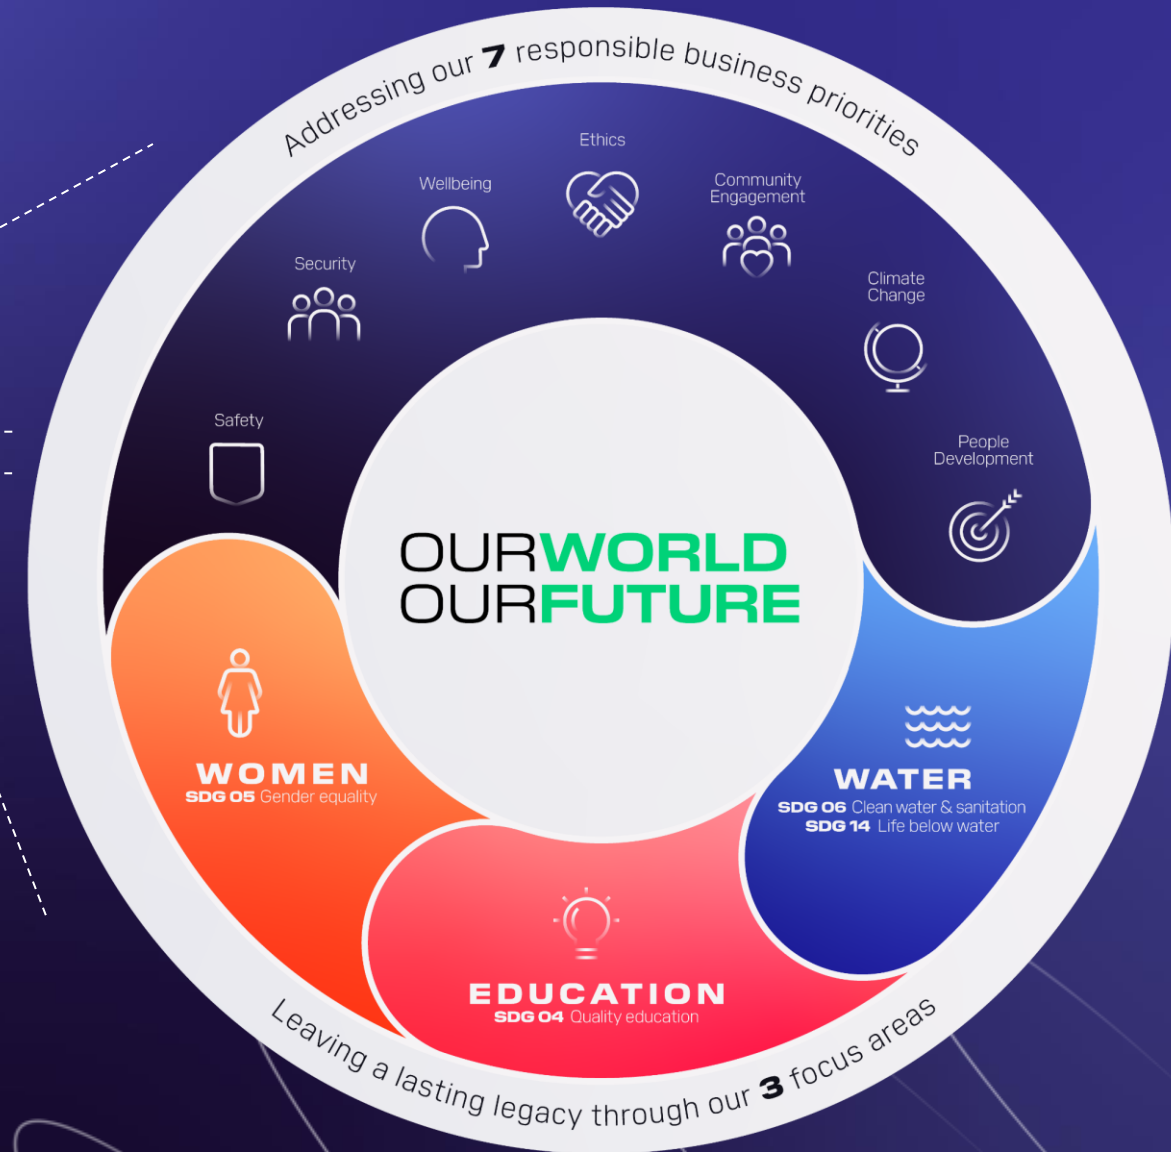 Addressing our 7 responsible business priorities
Ethics
Wellbeing
Community
Engagement
Security
Climate
Change
Safety
People
Development
OURWORLD
OURFUTURE
WOMEN
SDG 05 Gender equality
WATER
SDG 06 Clean water & sanitation
SDG 14 Life below water
EDUCATION
SDG 04 Quality education
Leaving a lasting legacy through our 3 focus areas